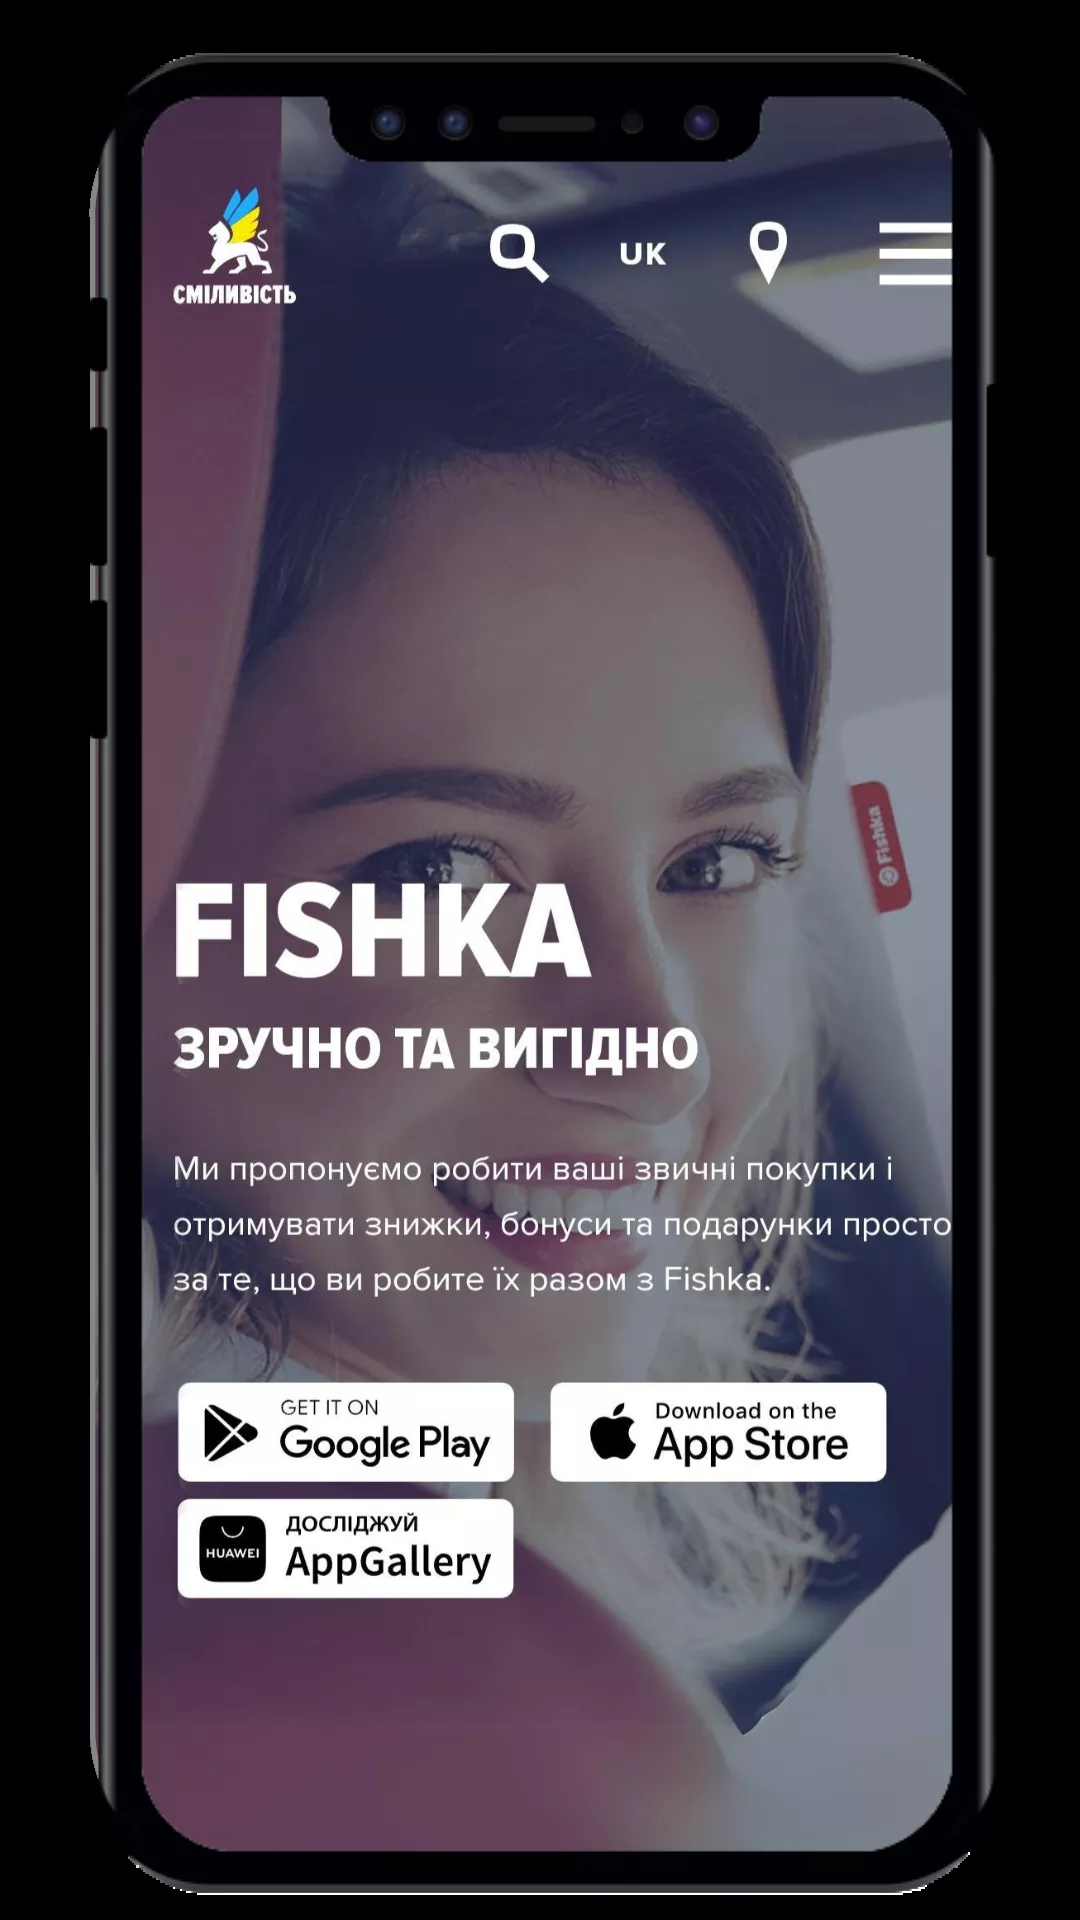 СМІЛИВІСТЬ
UK
Fishka
FISHKA
ЗРУЧНО ТА ВИГІДНО
Ми пропонуємо робити ваші звичні покупки і
отримувати знижки, бонуси та подарунки просто
за те, що ви робите їх разом з Fishka.
GET IT ON
Google Play
Download on the
App Store
HUAWEI
ДОСЛІДЖУЙ
AppGallery